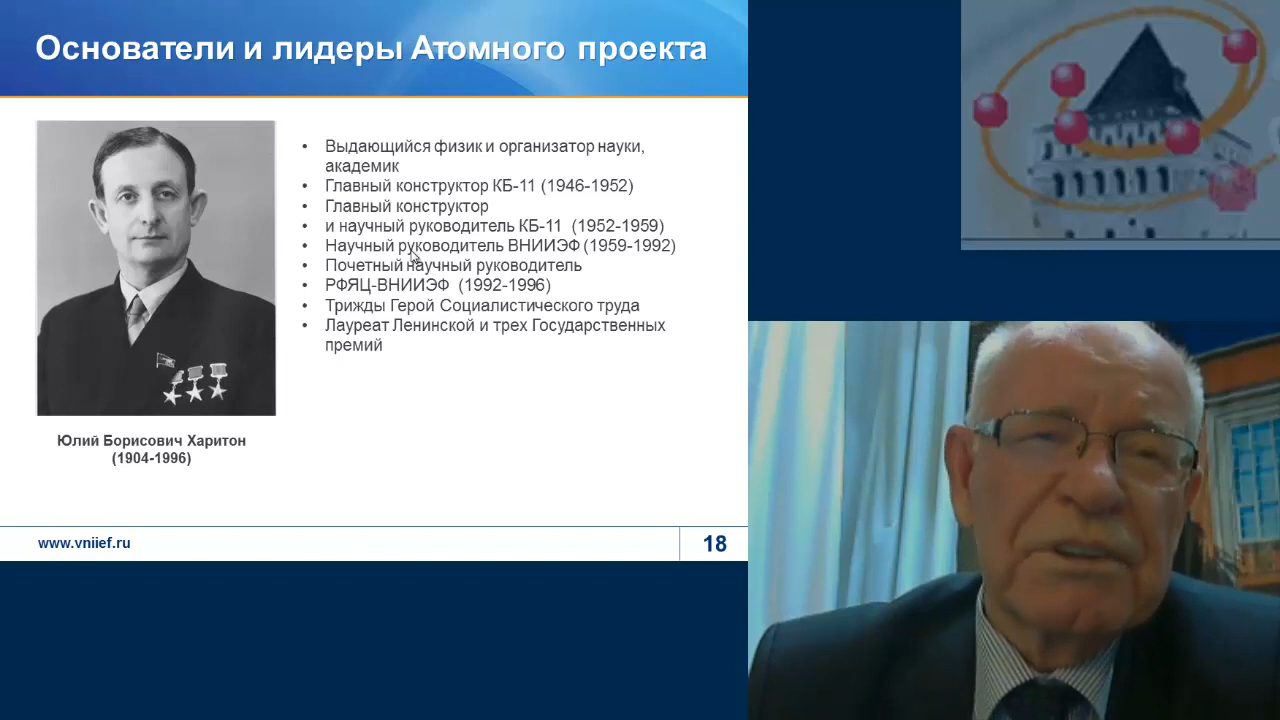 Основатели и лидеры Атомного проекта
• Выдающийся физик и организатор науки,
академик
• Главный конструктор КБ-11 (1946-1952)
• Главный конструктор
• и научный руководитель КБ-11 (1952-1959)
• Научный руководитель ВНИИЭФ (1959-1992)
• Почетный научный руководитель
• РФЯЦ-ВНИИЭФ (1992-1996)
• Трижды Герой Социалистического труда
• Лауреат Ленинской и трех Государственных
премий
Юлий Борисович Харитон
(1904-1996)
www.vniief.ru
18